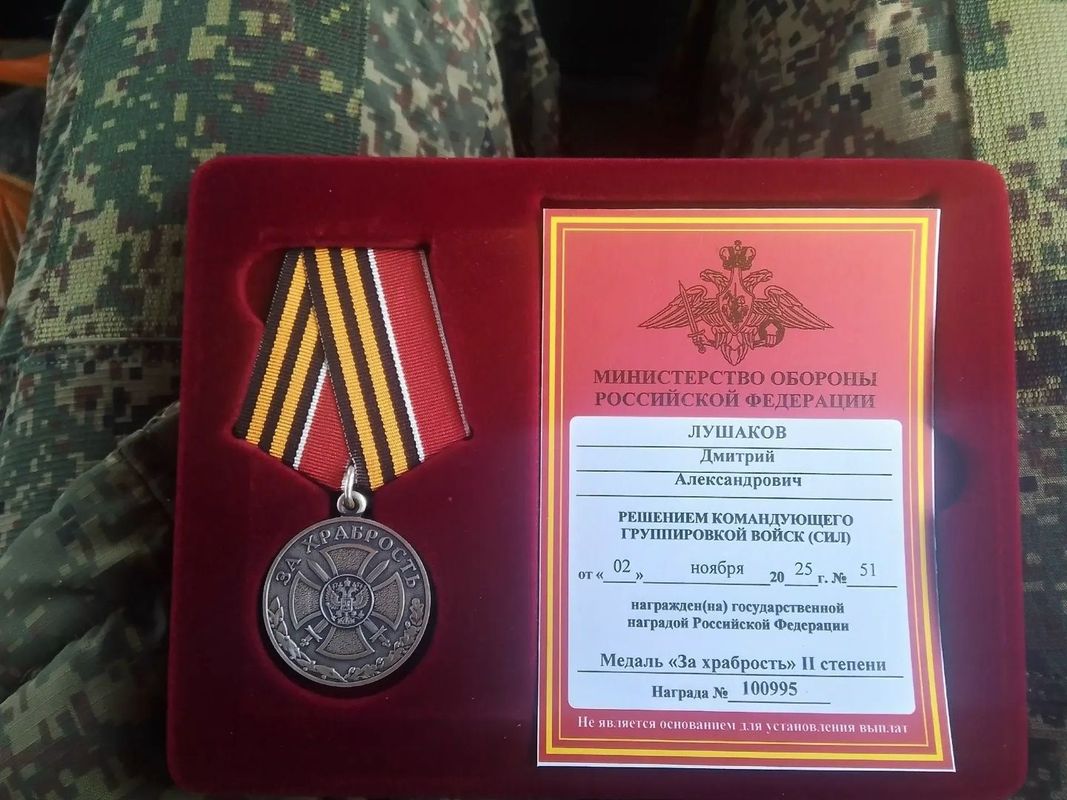 ЗА ХРАБРОСТЬ
МИНИСТЕРСТВО ОБОРОНЫ
РОССИЙСКОЙ ФЕДЕРАЦИИ
ЛУШАКОВ
Дмитрий
Александрович
РЕШЕНИЕМ КОМАНДУЮЩЕГО
ГРУППИРОВКОЙ ВОЙСК (СИЛ)
от «02» ноября 2025 г. № 51
награжден(на) государственной
наградой Российской Федерации
Медаль «За храбрость» II степени
Награда № 100995
Не является основанием для установления выплат